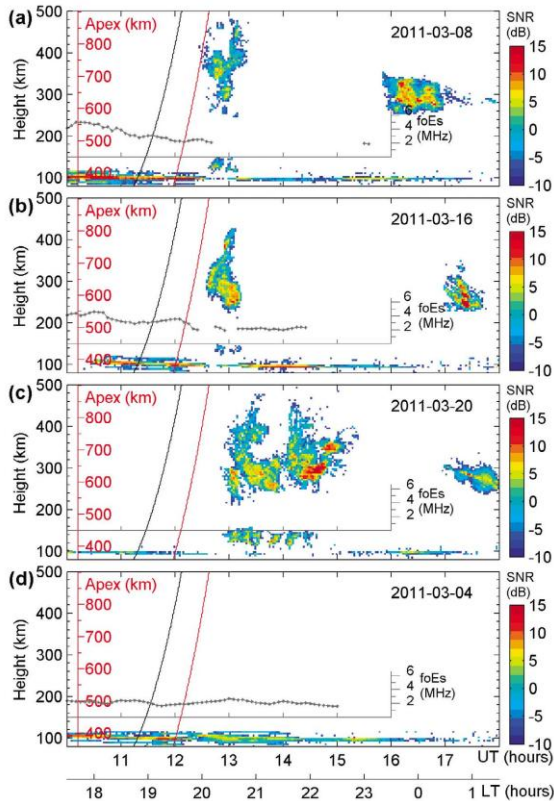 (a)
500
Apex (km)
2011-03-08
SNR
(dB)
15
Height (km)
800
400
700
10
300
600
5
6
foEs
200
500
4
(MHz)
0
2
-5
100
400
-10
(b)
500
Apex (km)
2011-03-16
SNR
(dB)
15
Height (km)
800
400
700
10
300
600
5
6
foEs
200
500
4
(MHz)
0
2
-5
100
400
-10
(c)
500
Apex (km)
2011-03-20
SNR
(dB)
15
Height (km)
800
400
700
10
300
600
5
6
foEs
200
500
4
(MHz)
0
2
-5
100
400
-10
(d)
500
Apex (km)
2011-03-04
SNR
(dB)
15
Height (km)
800
400
700
10
300
600
5
6
foEs
200
500
4
(MHz)
0
2
-5
100
400
-10
11 12 13 14 15 16 17 UT (hours)
18 19 20 21 22 23 0 1 LT (hours)